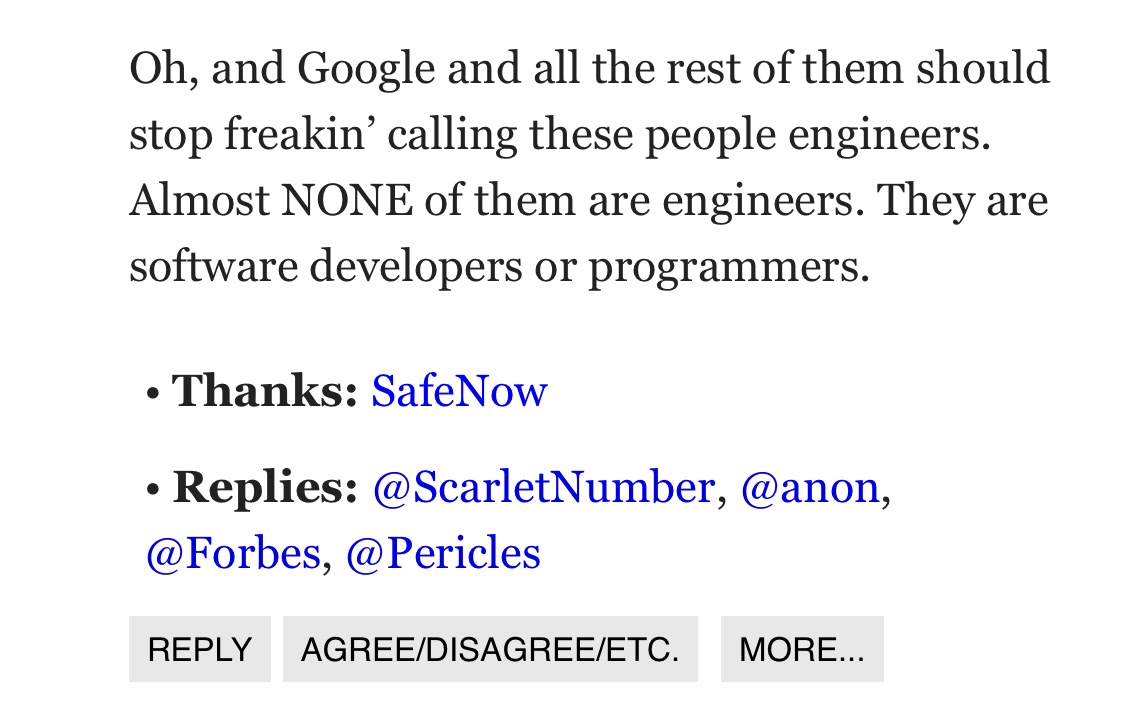 Oh, and Google and all the rest of them should
stop freakin’ calling these people engineers.
Almost NONE of them are engineers. They are
software developers or programmers.
• Thanks: SafeNow
• Replies: @ScarletNumber, @anon,
@Forbes, @Pericles
REPLY AGREE/DISAGREE/ETC. MORE...